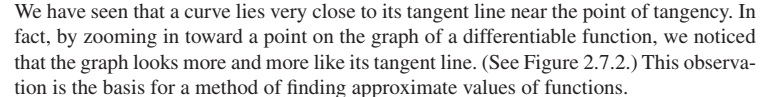 We have seen that a curve lies very close to its tangent line near the point of tangency. In
fact, by zooming in toward a point on the graph of a differentiable function, we noticed
that the graph looks more and more like its tangent line. (See Figure 2.7.2.) This observa-
tion is the basis for a method of finding approximate values of functions.